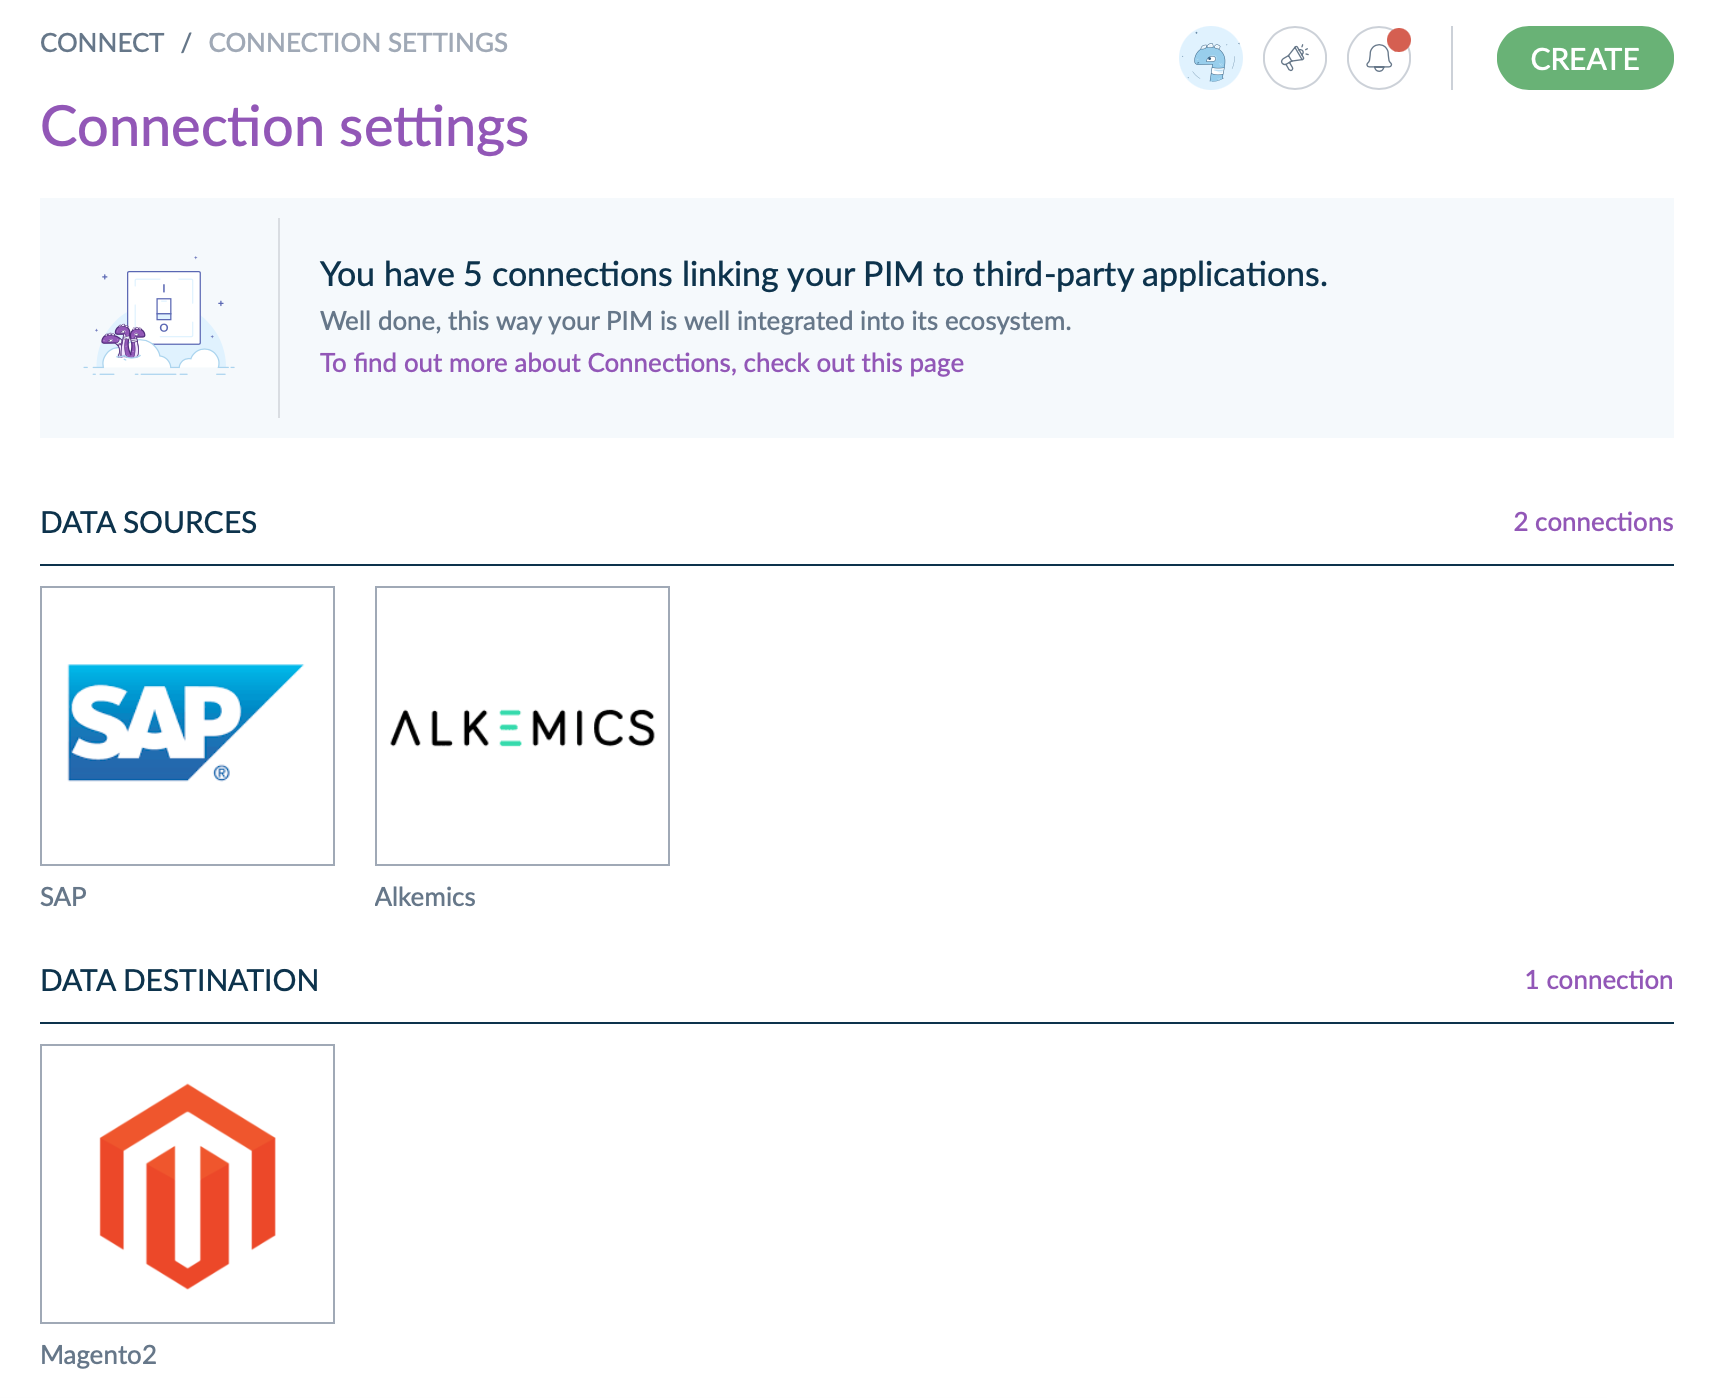 CONNECT / CONNECTION SETTINGS
CREATE
Connection settings
You have 5 connections linking your PIM to third-party applications.
Well done, this way your PIM is well integrated into its ecosystem.
To find out more about Connections, check out this page
DATA SOURCES
2 connections
SAP
®
ALKEMICS
SAP
Alkemics
DATA DESTINATION
1 connection
Magento2